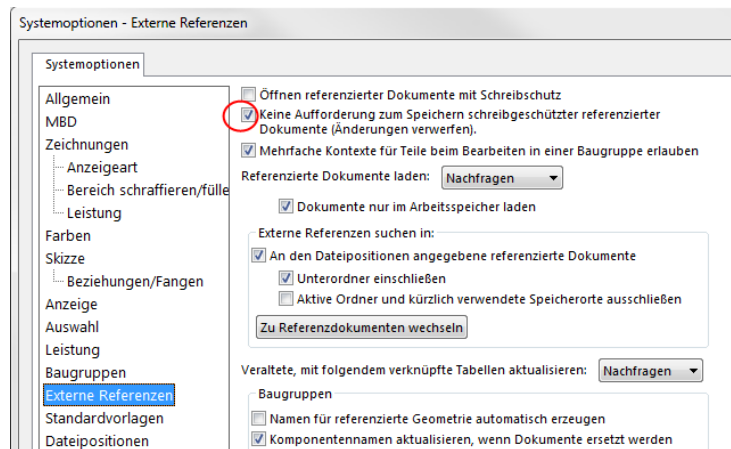 Systemoptionen - Externe Referenzen
Systemoptionen
Allgemein
MBD
Zeichnungen
Anzeigeart
Bereich schraffieren/fülle
Leistung
Farben
Skizze
Beziehungen/Fangen
Anzeige
Auswahl
Leistung
Baugruppen
Externe Referenzen
Standardvorlagen
Dateipositionen
Öffnen referenzierter Dokumente mit Schreibschutz
Keine Aufforderung zum Speichern schreibgeschützter referenzierter
Dokumente (Änderungen verwerfen).
Mehrfache Kontexte für Teile beim Bearbeiten in einer Baugruppe erlauben
Referenzierte Dokumente laden: Nachfragen
Dokumente nur im Arbeitsspeicher laden
Externe Referenzen suchen in:
An den Dateipositionen angegebene referenzierte Dokumente
Unterordner einschließen
Aktive Ordner und kürzlich verwendete Speicherorte ausschließen
Zu Referenzdokumenten wechseln
Veraltete, mit folgendem verknüpfte Tabellen aktualisieren: Nachfragen
Baugruppen
Namen für referenzierte Geometrie automatisch erzeugen
Komponentennamen aktualisieren, wenn Dokumente ersetzt werden